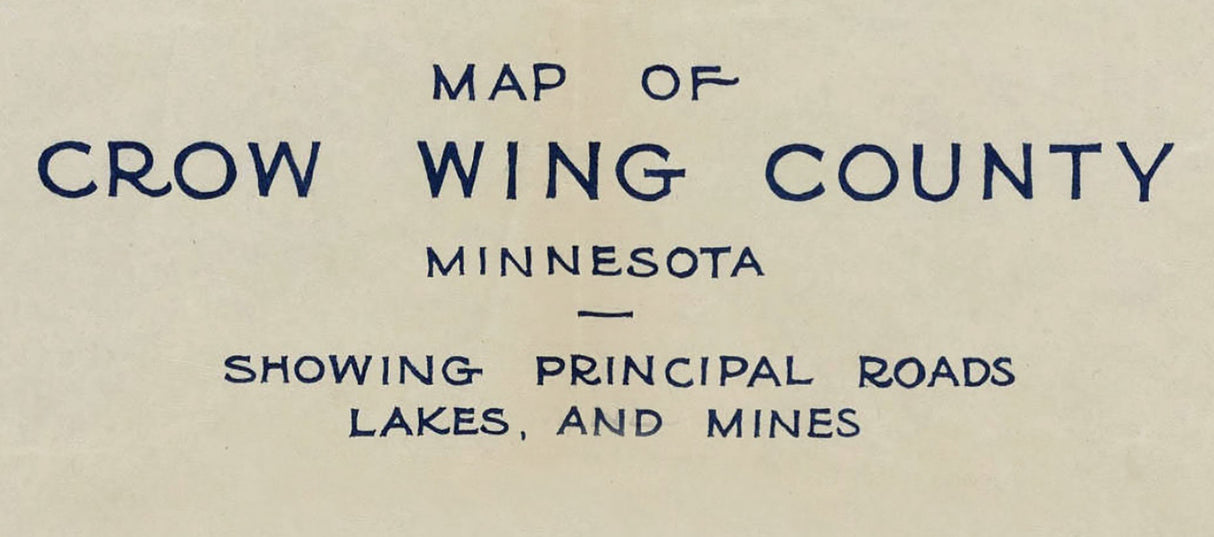 MAP OF
CROW WING COUNTY
MINNESOTA
SHOWING PRINCIPAL ROADS
LAKES, AND MINES